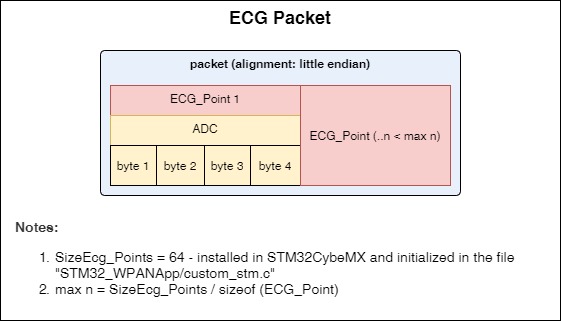 ECG Packet
packet (alignment: little endian)
ECG_Point 1
ADC
byte 1 byte 2 byte 3 byte 4
ECG_Point (..n < max n)
Notes:
1. SizeEcg_Points = 64 - installed in STM32CybeMX and initialized in the file
"STM32_WPANApp/custom_stm.c"
2. max n = SizeEcg_Points / sizeof (ECG_Point)